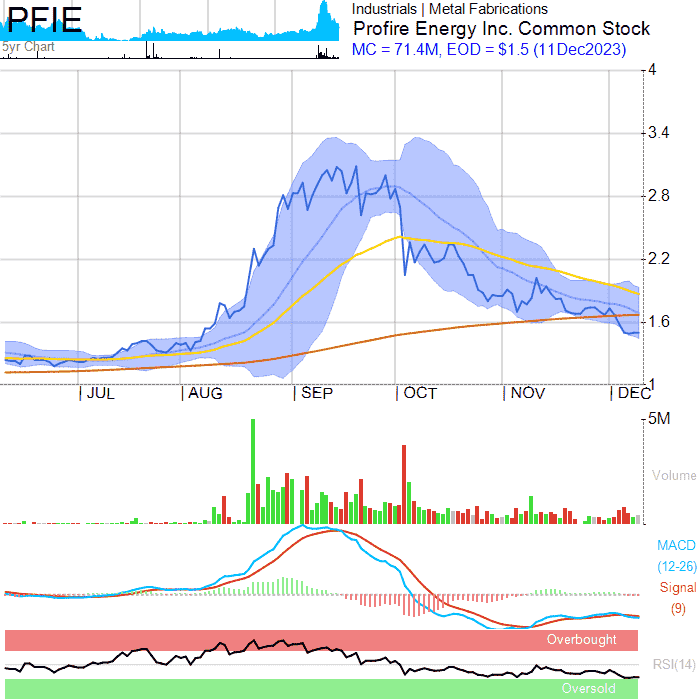 PFIE
5yr Chart
Industrials | Metal Fabrications
Profire Energy Inc. Common Stock
MC = 71.4M, EOD = $1.5 (11Dec2023)
4
3.4
2.8
2.2
1.6
1
JUL
AUG
SEP
OCT
NOV
DEC
5M
Volume
MACD
(12-26)
Signal
(9)
Overbought
RSI(14)
Oversold